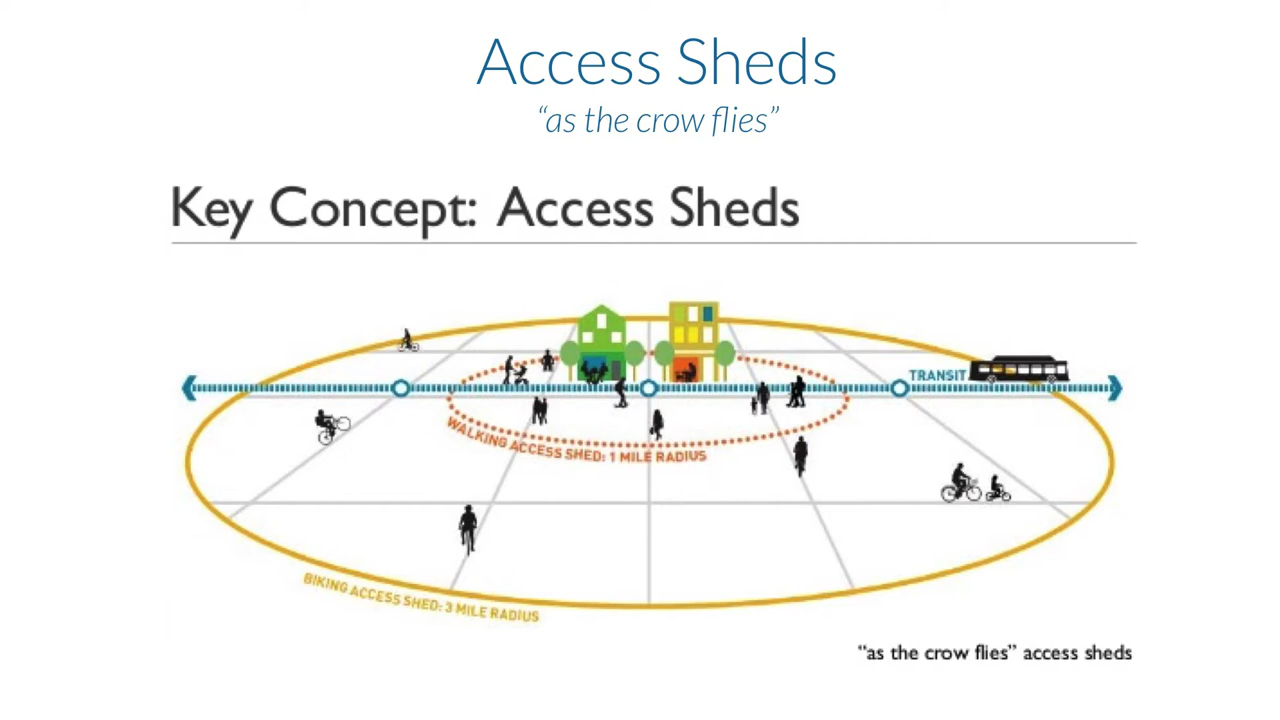 Access Sheds
“as the crow flies”
Key Concept: Access Sheds
TRANSIT
WALKING ACCESS SHED: 1 MILE RADIUS
BIKING ACCESS SHED: 3 MILE RADIUS
“as the crow flies” access sheds